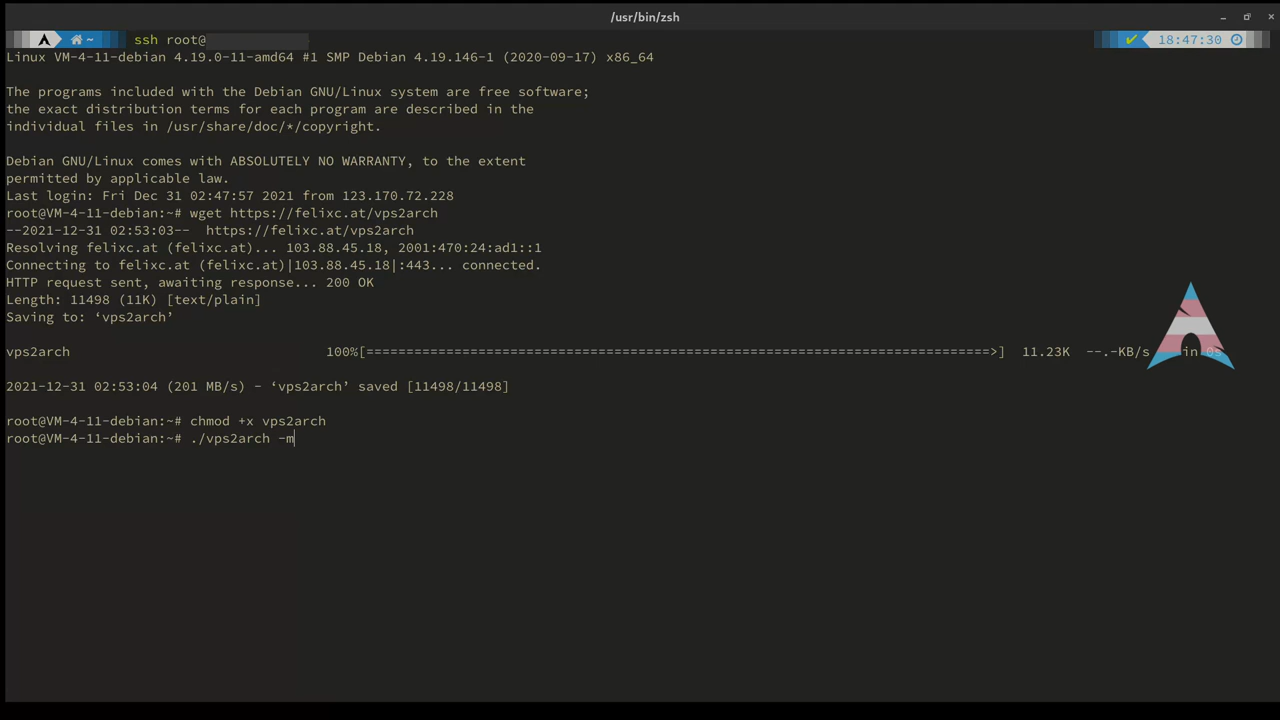 /usr/bin/zsh
~ ssh root@ ✔ 18:47:30
Linux VM-4-11-debian 4.19.0-11-amd64 #1 SMP Debian 4.19.146-1 (2020-09-17) x86_64
The programs included with the Debian GNU/Linux system are free software;
the exact distribution terms for each program are described in the
individual files in /usr/share/doc/*/copyright.
Debian GNU/Linux comes with ABSOLUTELY NO WARRANTY, to the extent
permitted by applicable law.
Last login: Fri Dec 31 02:47:57 2021 from 123.170.72.228
root@VM-4-11-debian:~# wget https://felixc.at/vps2arch
--2021-12-31 02:53:03-- https://felixc.at/vps2arch
Resolving felixc.at (felixc.at)... 103.88.45.18, 2001:470:24:ad1::1
Connecting to felixc.at (felixc.at)|103.88.45.18|:443... connected.
HTTP request sent, awaiting response... 200 OK
Length: 11498 (11K) [text/plain]
Saving to: ‘vps2arch’
vps2arch 100%[==============================================================================>] 11.23K --.-KB/s in 0s
2021-12-31 02:53:04 (201 MB/s) - ‘vps2arch’ saved [11498/11498]
root@VM-4-11-debian:~# chmod +x vps2arch
root@VM-4-11-debian:~# ./vps2arch -m